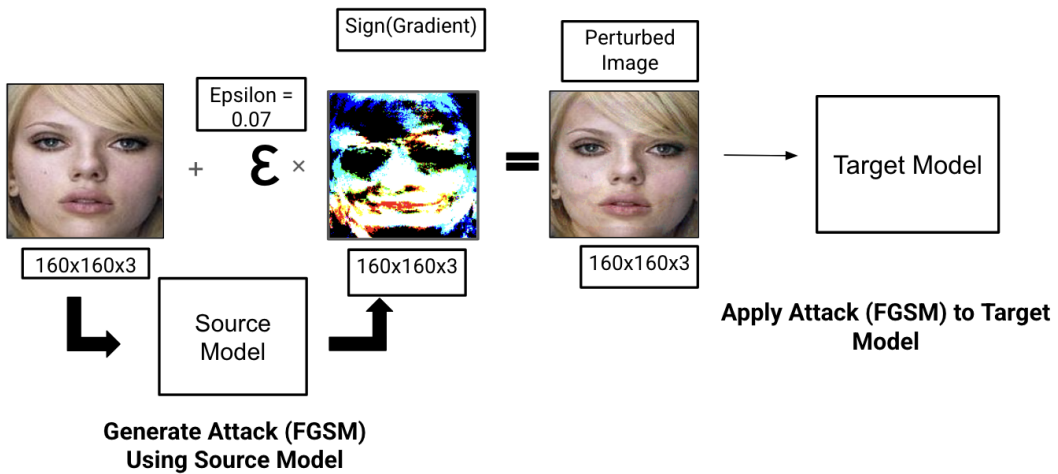 Sign(Gradient)
Perturbed
Image
Epsilon =
0.07
+
ε ×
=
Target Model
160x160x3
160x160x3
160x160x3
Source
Model
Apply Attack (FGSM) to Target
Model
Generate Attack (FGSM)
Using Source Model